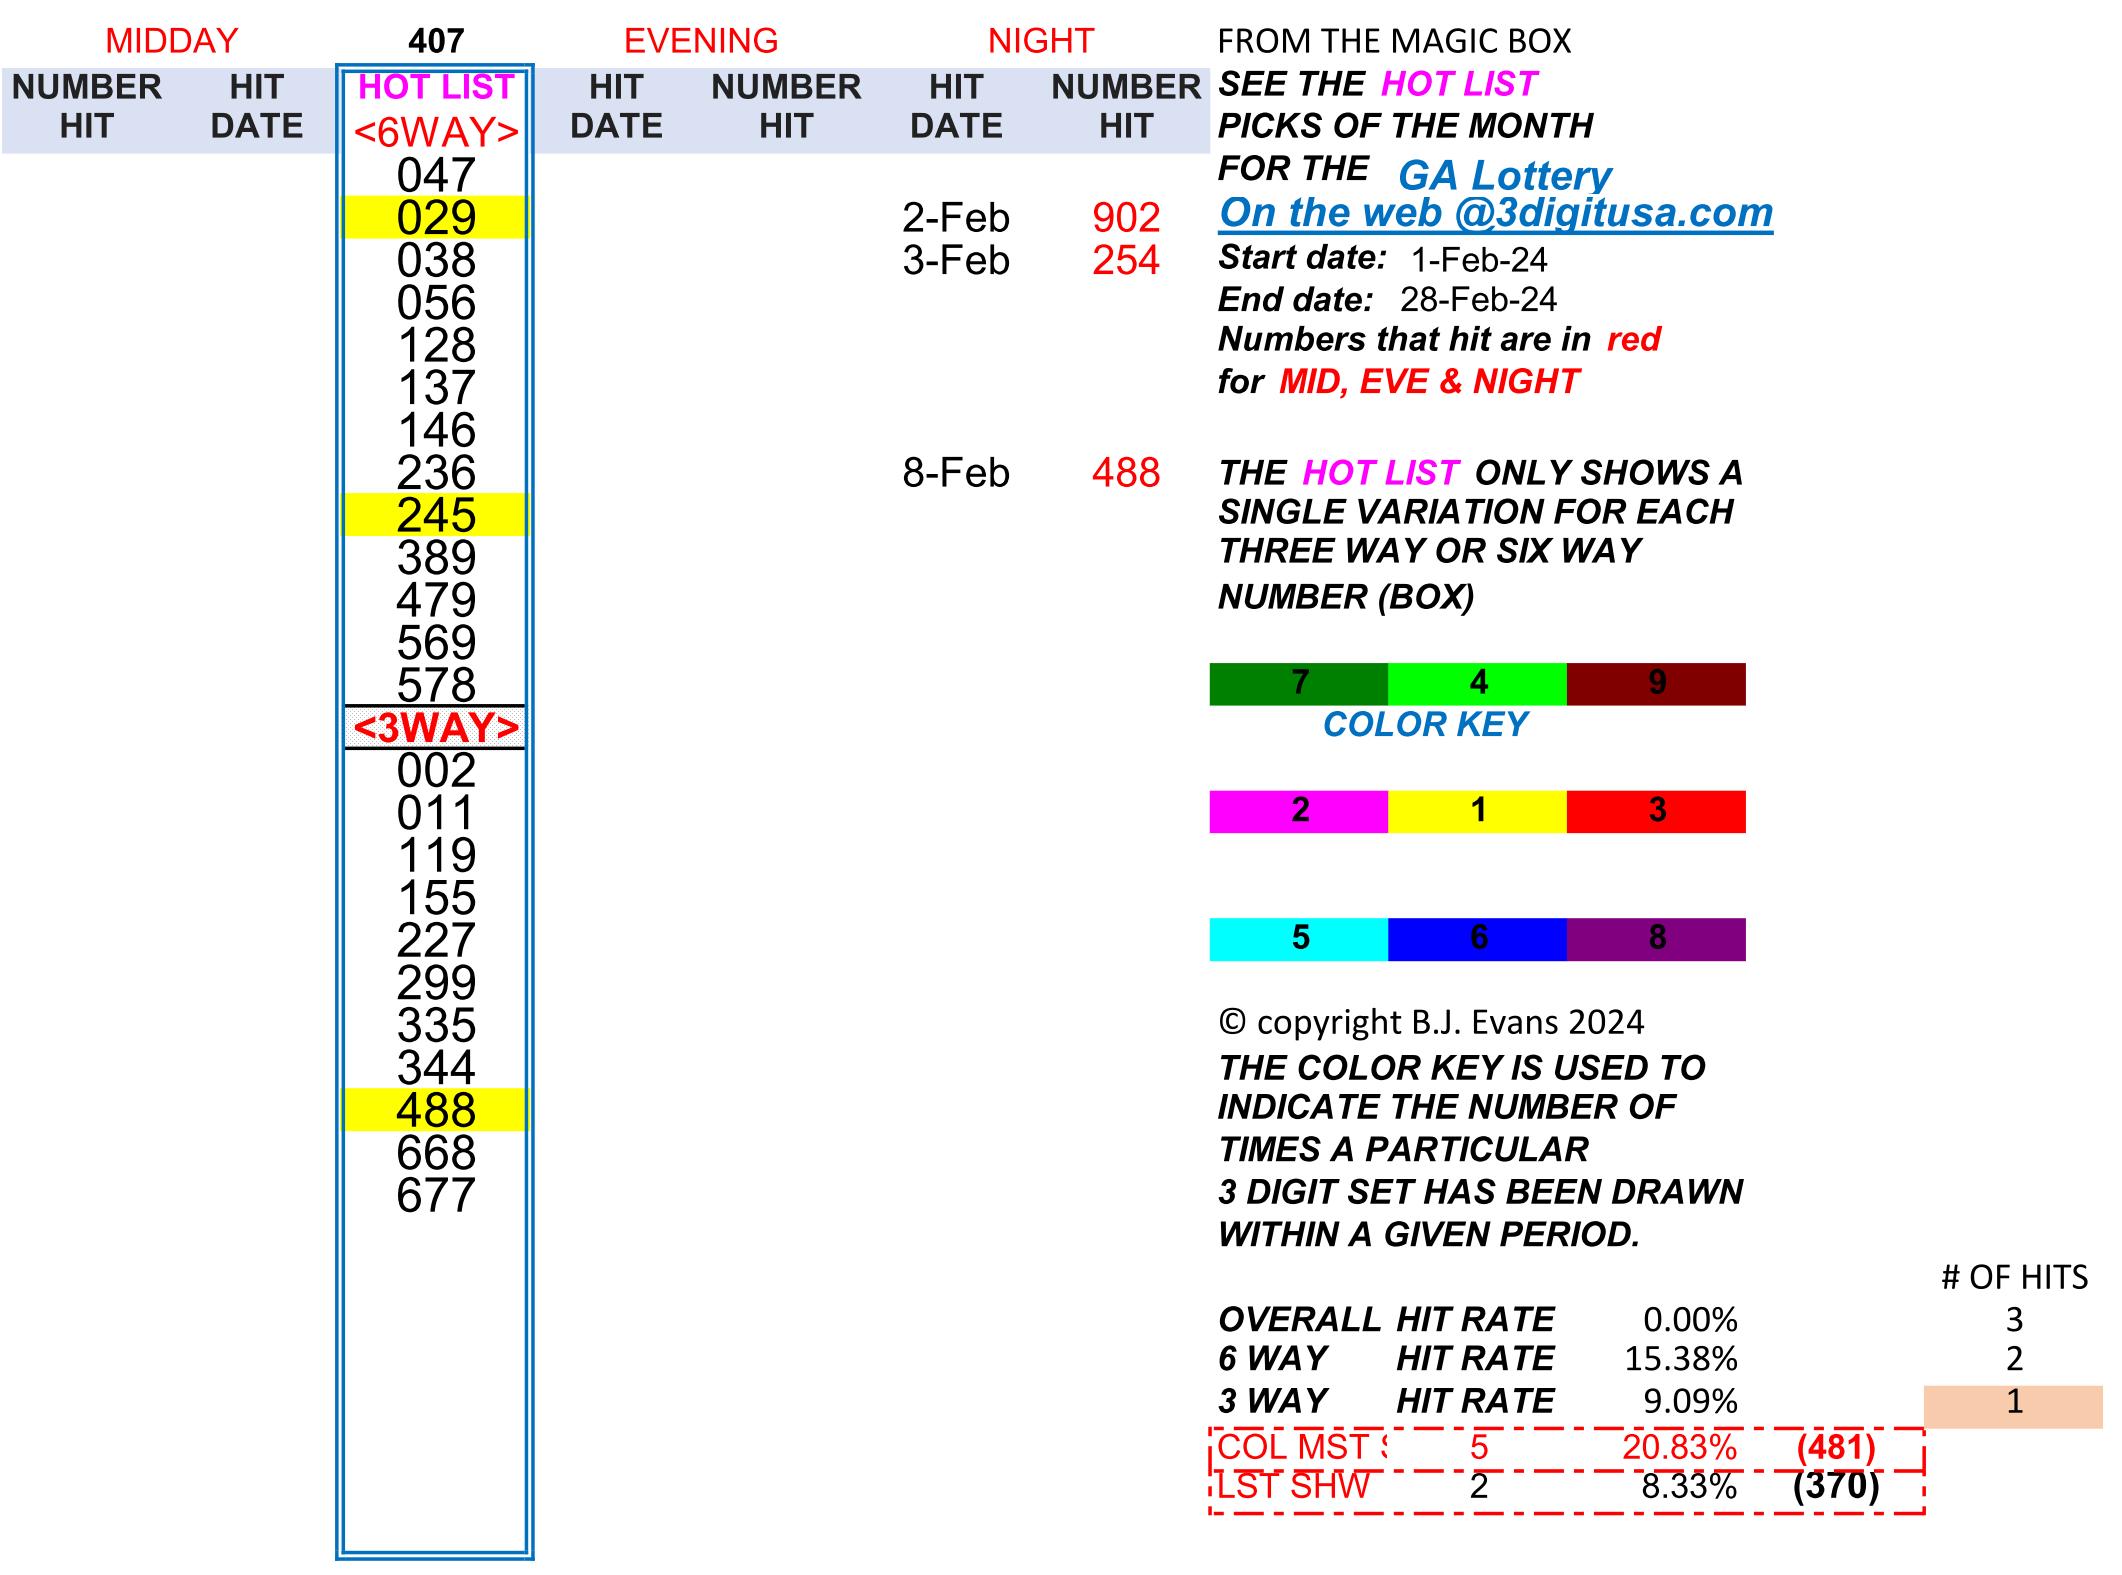 MIDDAY 407 EVENING NIGHT FROM THE MAGIC BOX
NUMBER HIT HOT LIST HIT NUMBER HIT NUMBER SEE THE HOT LIST
HIT DATE <6WAY> DATE HIT DATE HIT PICKS OF THE MONTH
047 FOR THE GA Lottery
029 2-Feb 902 On the web @3digitusa.com
038 3-Feb 254 Start date: 1-Feb-24
056 End date: 28-Feb-24
128 Numbers that hit are in red
137 for MID, EVE & NIGHT
146
236 8-Feb 488 THE HOT LIST ONLY SHOWS A
245 SINGLE VARIATION FOR EACH
389 THREE WAY OR SIX WAY
479 NUMBER (BOX)
569
578 7 4 9
<3WAY> COLOR KEY
002
011 2 1 3
119
155
227 5 6 8
299
335 © copyright B.J. Evans 2024
344 THE COLOR KEY IS USED TO
488 INDICATE THE NUMBER OF
668 TIMES A PARTICULAR
677 3 DIGIT SET HAS BEEN DRAWN
WITHIN A GIVEN PERIOD.
# OF HITS
OVERALL HIT RATE 0.00% 3
6 WAY HIT RATE 15.38% 2
3 WAY HIT RATE 9.09% 1
COL MST 5 20.83% (481)
LST SHW 2 8.33% (370)